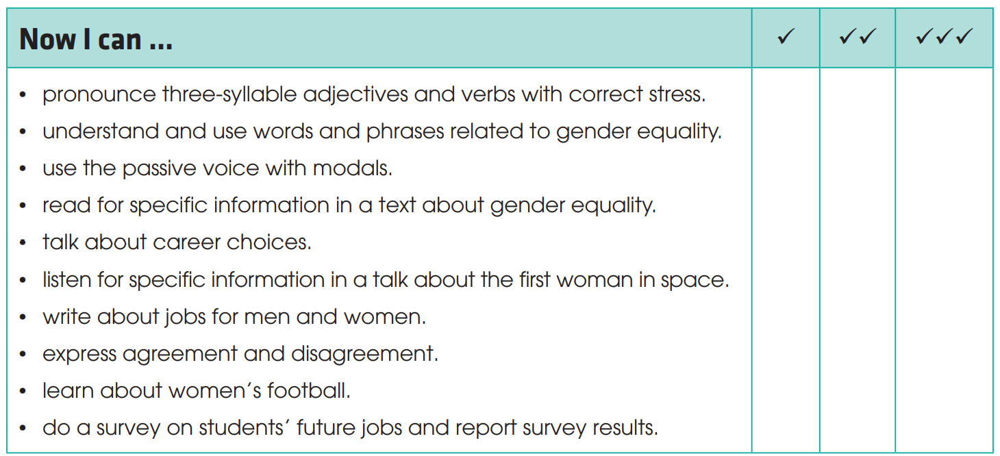 Now I can ... ✓ ✓✓ ✓✓✓
• pronounce three-syllable adjectives and verbs with correct stress.
• understand and use words and phrases related to gender equality.
• use the passive voice with modals.
• read for specific information in a text about gender equality.
• talk about career choices.
• listen for specific information in a talk about the first woman in space.
• write about jobs for men and women.
• express agreement and disagreement.
• learn about women's football.
• do a survey on students' future jobs and report survey results.